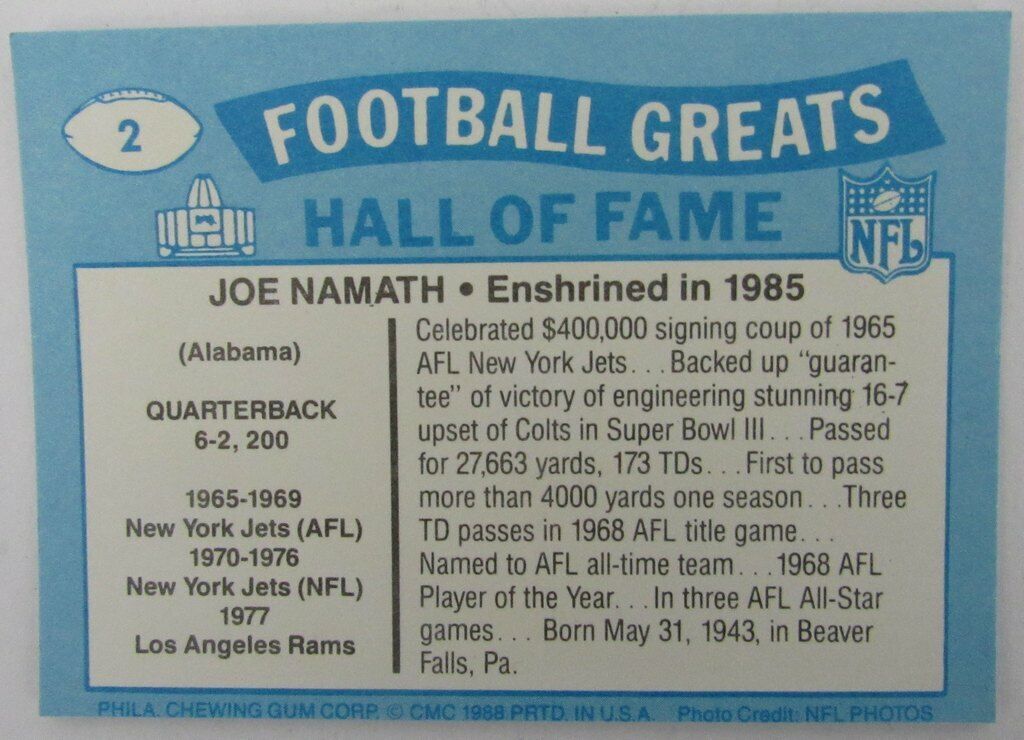 2
FOOTBALL GREATS
HALL OF FAME
NFL
JOE NAMATH • Enshrined in 1985
(Alabama)
QUARTERBACK
6-2, 200
1965-1969
New York Jets (AFL)
1970-1976
New York Jets (NFL)
1977
Los Angeles Rams
Celebrated $400,000 signing coup of 1965
AFL New York Jets... Backed up "guaran-
tee" of victory of engineering stunning 16-7
upset of Colts in Super Bowl III... Passed
for 27,663 yards, 173 TDs... First to pass
more than 4000 yards one season... Three
TD passes in 1968 AFL title game...
Named to AFL all-time team... 1968 AFL
Player of the Year... In three AFL All-Star
games... Born May 31, 1943, in Beaver
Falls, Pa.
PHILA. CHEWING GUM CORP. © CMC 1988 PRTD. IN U.S.A. Photo Credit: NFL PHOTOS